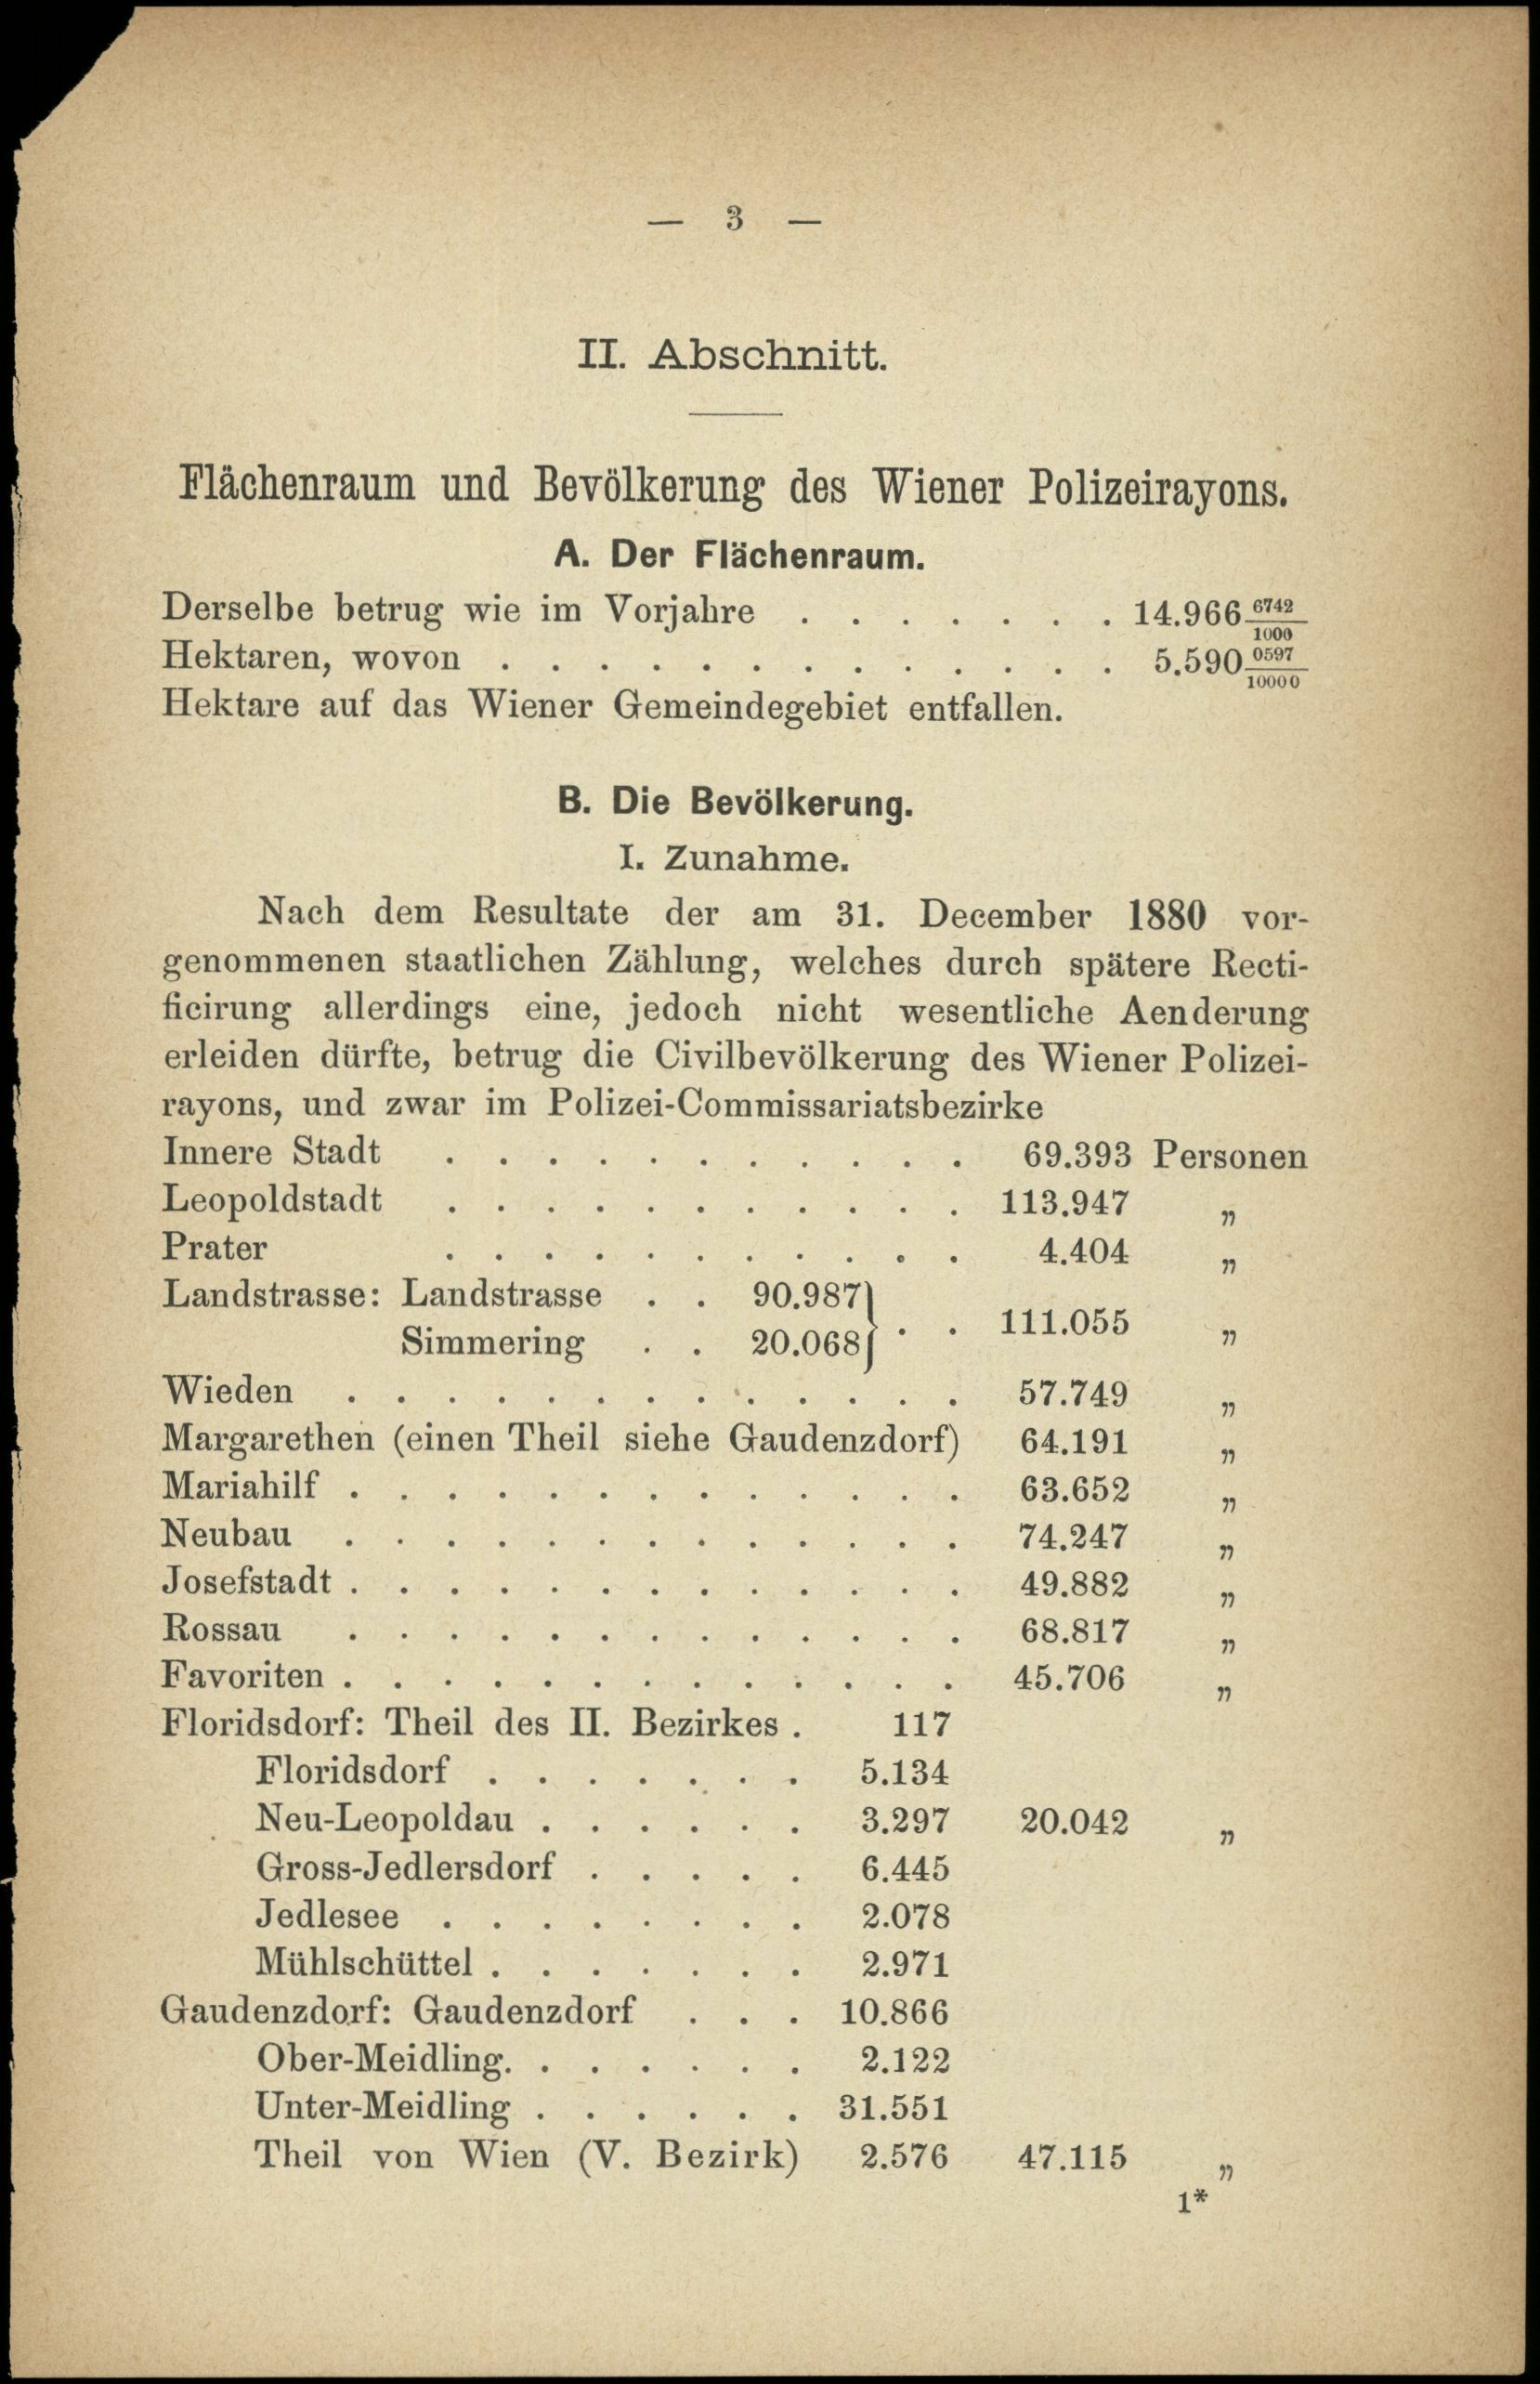 — 3 —
II. Abschnitt.
Flächenraum und Bevölkerung des Wiener Polizeirayons.
A. Der Flächenraum.
Derselbe betrug wie im Vorjahre . . . . . . . 14.966 6742/1000
Hektaren, wovon . . . . . . . . . . . . . 5.590 0597/10000
Hektare auf das Wiener Gemeindegebiet entfallen.
B. Die Bevölkerung.
I. Zunahme.
Nach dem Resultate der am 31. December 1880 vor-
genommenen staatlichen Zählung, welches durch spätere Recti-
ficirung allerdings eine, jedoch nicht wesentliche Aenderung
erleiden dürfte, betrug die Civilbevölkerung des Wiener Polizei-
rayons, und zwar im Polizei-Commissariatsbezirke
Innere Stadt . . . . . . . . . . . 69.393 Personen
Leopoldstadt . . . . . . . . . . . 113.947 „
Prater . . . . . . . . . . . 4.404 „
Landstrasse: Landstrasse . . 90.987
Simmering . . 20.068 } . . 111.055 „
Wieden . . . . . . . . . . . . . 57.749 „
Margarethen (einen Theil siehe Gaudenzdorf) 64.191 „
Mariahilf . . . . . . . . . . . . . 63.652 „
Neubau . . . . . . . . . . . . . 74.247 „
Josefstadt . . . . . . . . . . . . . 49.882 „
Rossau . . . . . . . . . . . . . 68.817 „
Favoriten . . . . . . . . . . . . . 45.706 „
Floridsdorf: Theil des II. Bezirkes . 117
Floridsdorf . . . . . . . 5.134
Neu-Leopoldau . . . . . . 3.297 20.042 „
Gross-Jedlersdorf . . . . . 6.445
Jedlesee . . . . . . . . 2.078
Mühlschüttel . . . . . . . 2.971
Gaudenzdorf: Gaudenzdorf . . . 10.866
Ober-Meidling. . . . . . . 2.122
Unter-Meidling . . . . . . 31.551
Theil von Wien (V. Bezirk) 2.576 47.115 „
1*